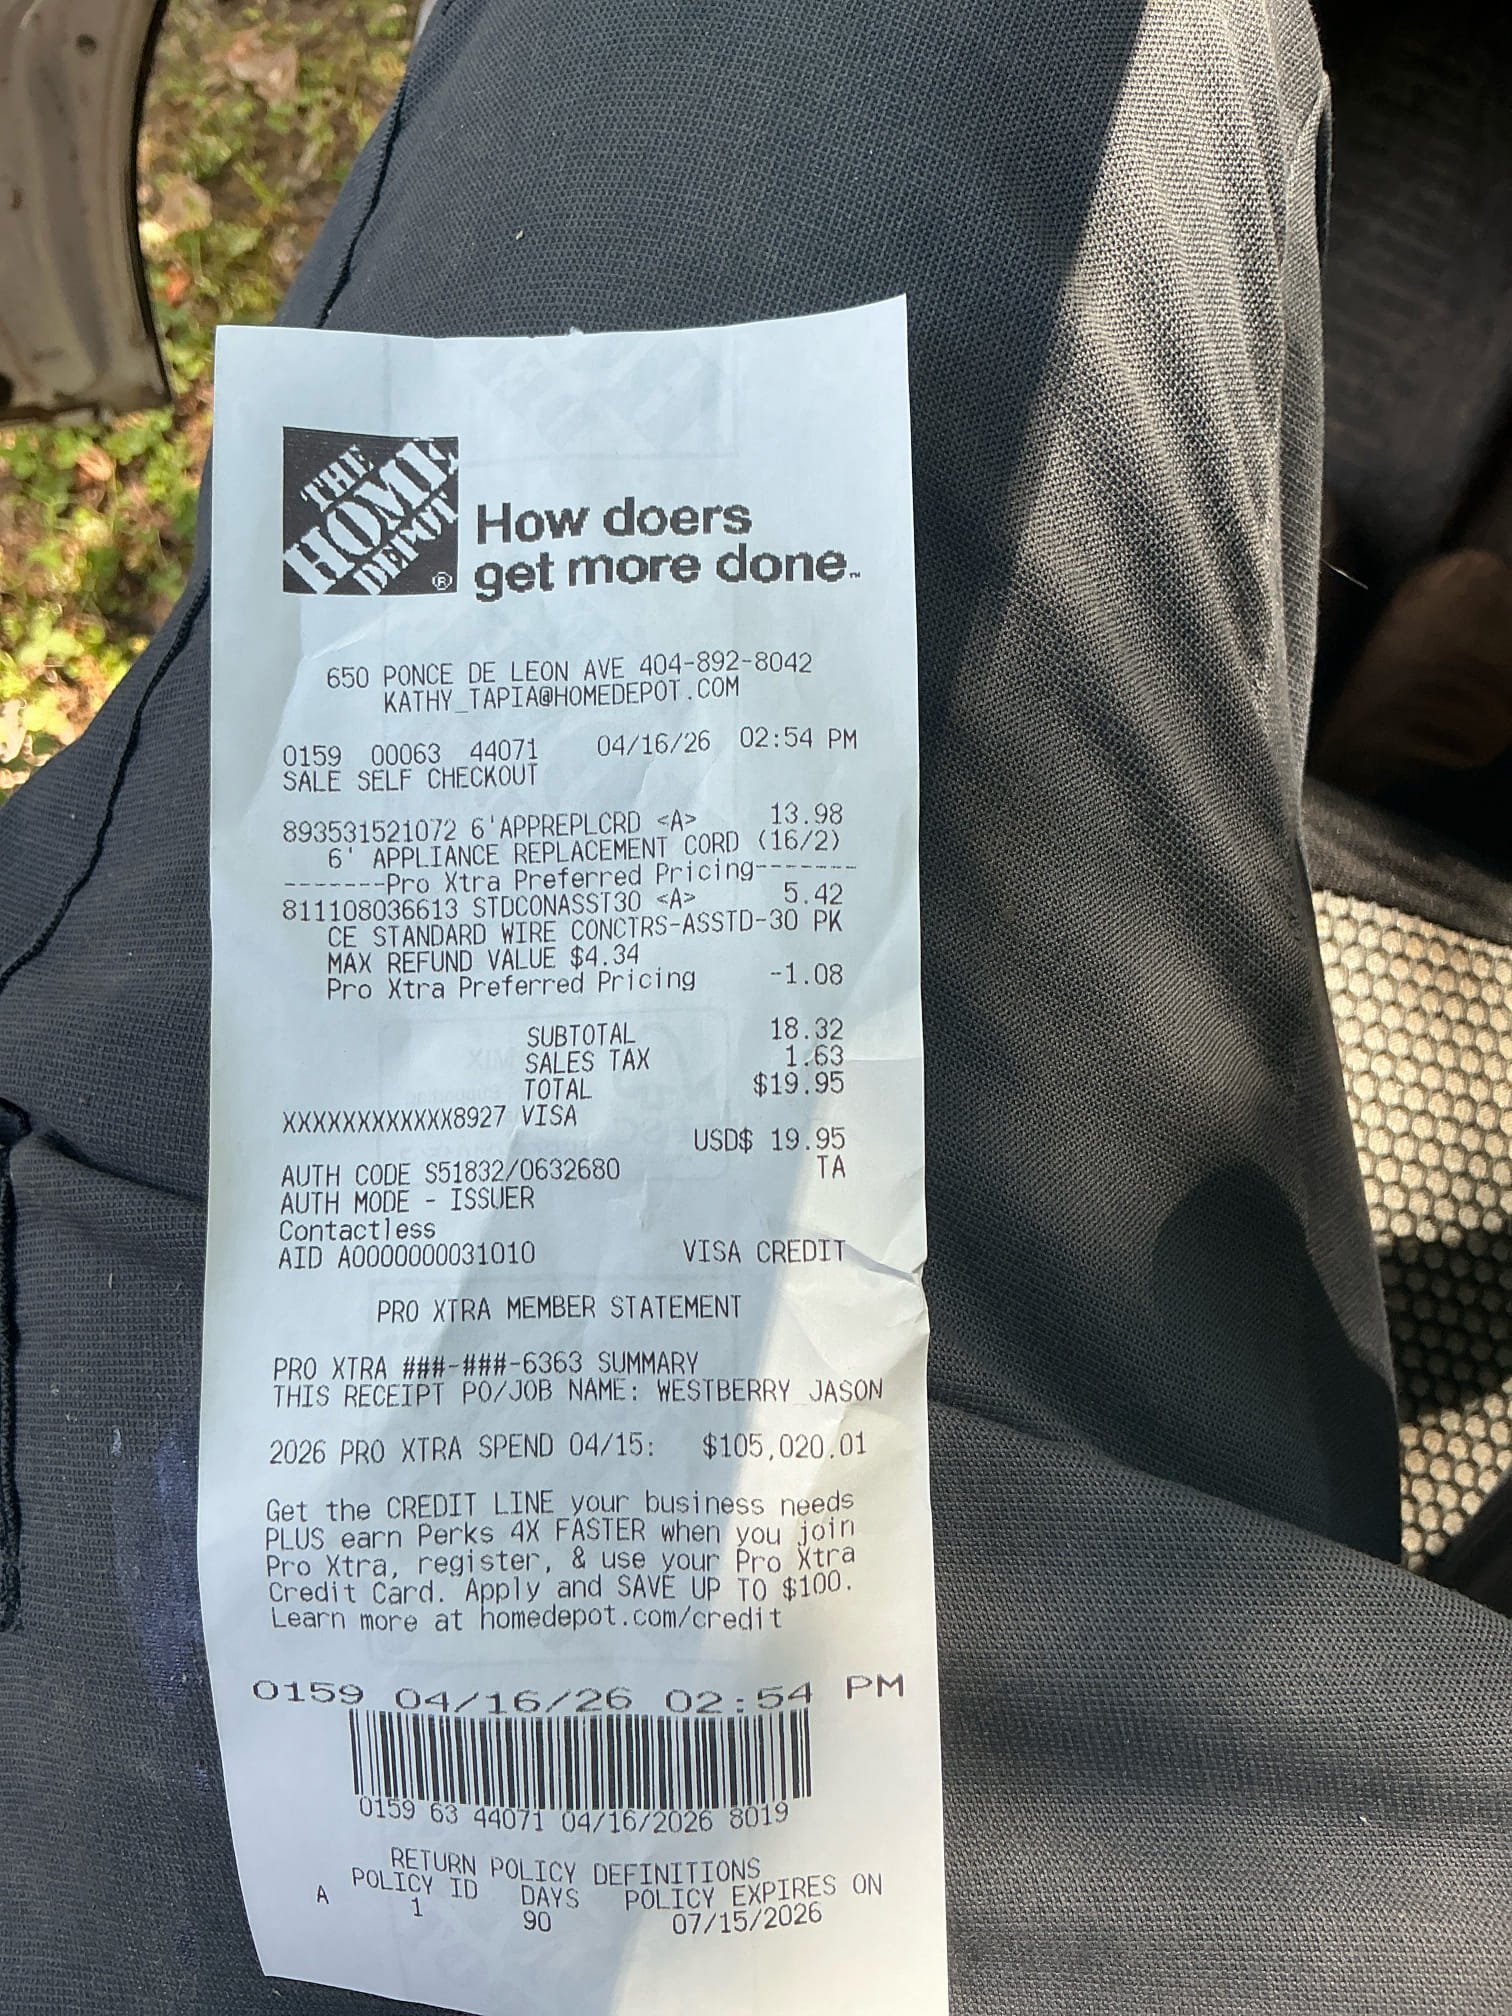 THE
HOME
DEPOT
®
How doers
get more done.™
650 PONCE DE LEON AVE 404-892-8042
KATHY_TAPIA@HOMEDEPOT.COM
0159 00063 44071 04/16/26 02:54 PM
SALE SELF CHECKOUT
893531521072 6'APPREPLCRD <A> 13.98
6' APPLIANCE REPLACEMENT CORD (16/2)
-------Pro Xtra Preferred Pricing-------
811108036613 STDCONASST30 <A> 5.42
CE STANDARD WIRE CONCTRS-ASSTD-30 PK
MAX REFUND VALUE $4.34
Pro Xtra Preferred Pricing -1.08
SUBTOTAL 18.32
SALES TAX 1.63
TOTAL $19.95
XXXXXXXXXXXX8927 VISA
USD$ 19.95
AUTH CODE S51832/0632680 TA
AUTH MODE - ISSUER
Contactless
AID A0000000031010 VISA CREDIT
PRO XTRA MEMBER STATEMENT
PRO XTRA ###-###-6363 SUMMARY
THIS RECEIPT PO/JOB NAME: WESTBERRY JASON
2026 PRO XTRA SPEND 04/15: $105,020.01
Get the CREDIT LINE your business needs
PLUS earn Perks 4X FASTER when you join
Pro Xtra, register, & use your Pro Xtra
Credit Card. Apply and SAVE UP TO $100.
Learn more at homedepot.com/credit
0159 04/16/26 02:54 PM
0159 63 44071 04/16/2026 8019
RETURN POLICY DEFINITIONS
POLICY ID DAYS POLICY EXPIRES ON
A 1 90 07/15/2026